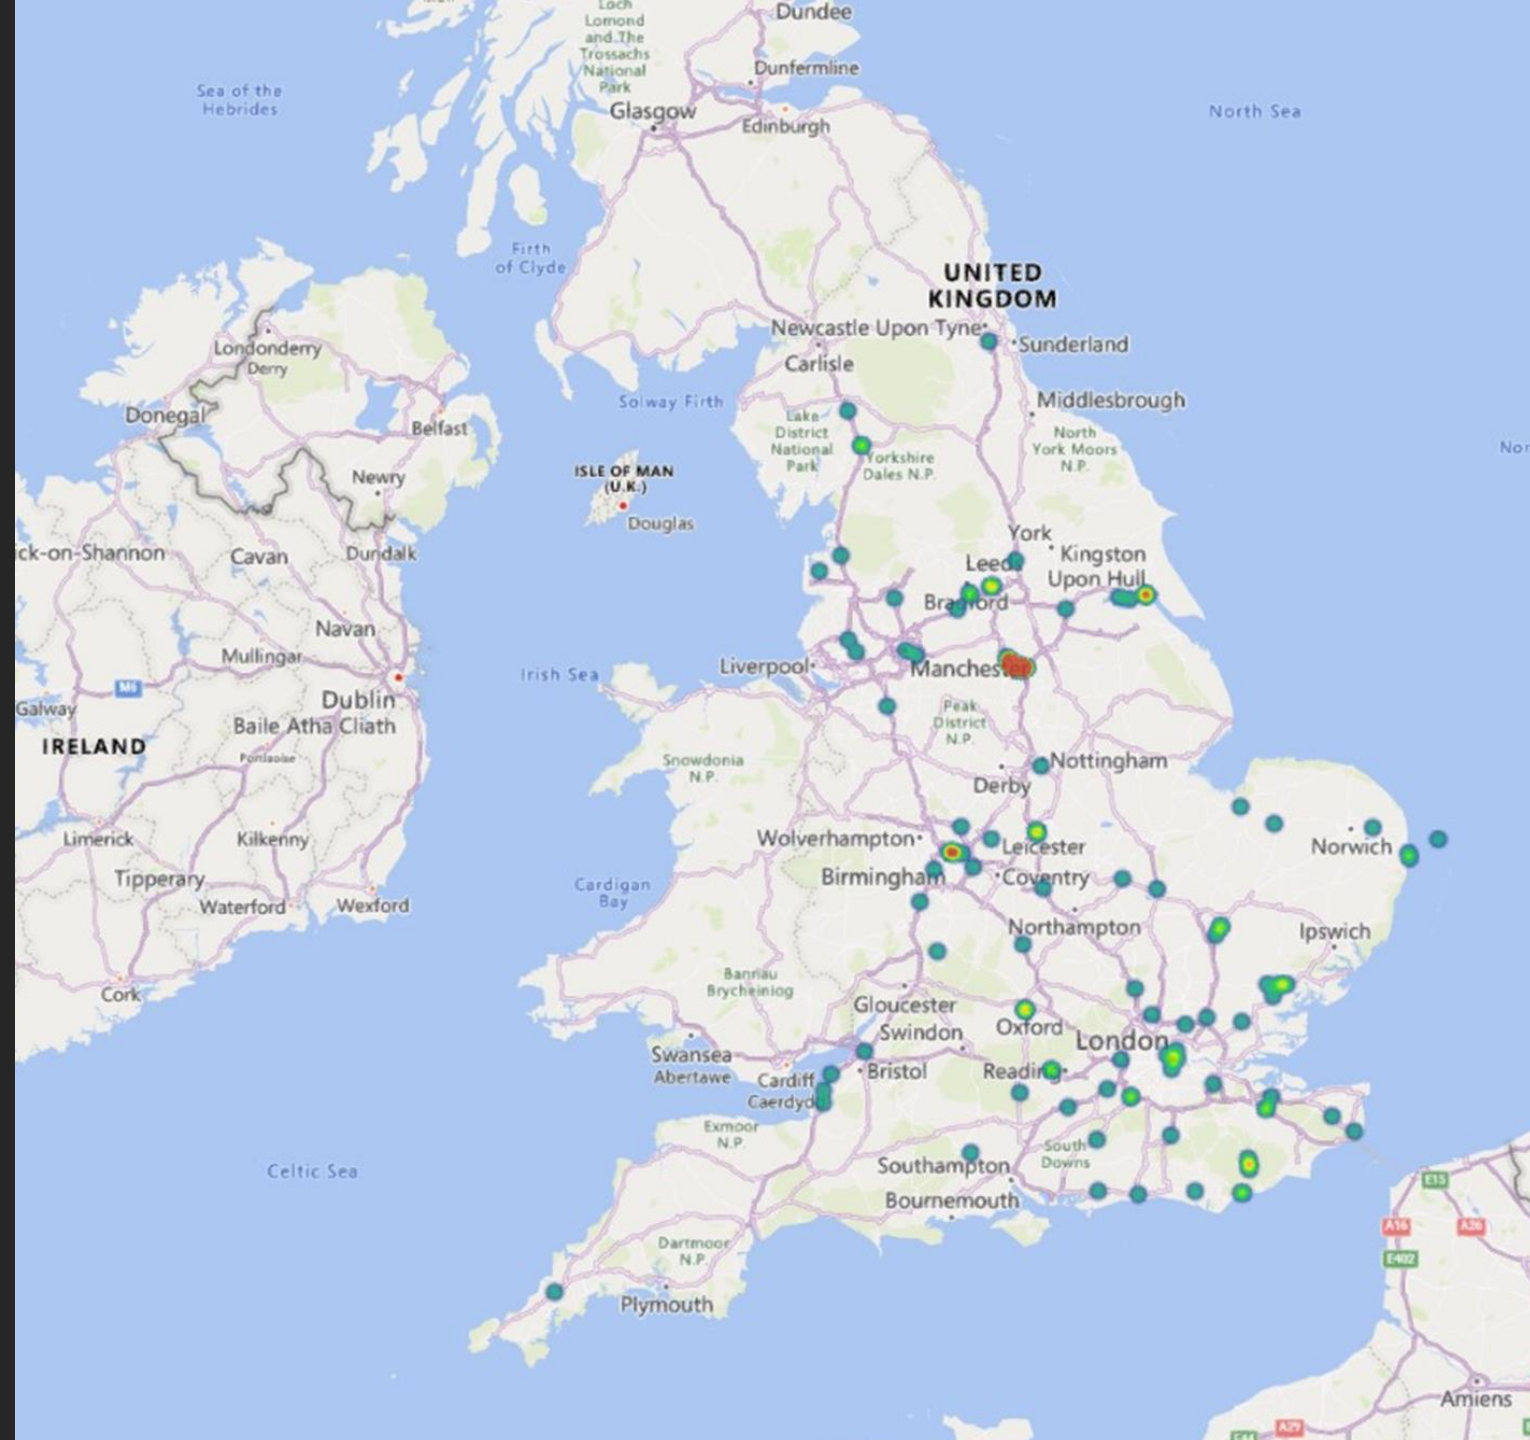 Loch
Lomond
and The
Trossachs
National
Park
Dundee
Dunfermline
Sea of the
Hebrides
Glasgow
Edinburgh
North Sea
Firth
of Clyde
UNITED
KINGDOM
Newcastle Upon Tyne
Sunderland
Carlisle
Londonderry
Derry
Solway Firth
Middlesbrough
Donegal
Belfast
Lake
District
National
Park
North
York Moors
N.P.
Yorkshire
Dales N.P.
Nor
ISLE OF MAN
(U.K.)
Newry
Douglas
York
ick-on-Shannon
Cavan
Dundalk
Leeds
Kingston
Upon Hull
Bradford
Navan
Mullingar
Irish Sea
Liverpool
Manchester
M6
Galway
Dublin
Baile Atha Cliath
Peak
District
N.P.
IRELAND
Portlaoise
Snowdonia
N.P.
Nottingham
Derby
Limerick
Kilkenny
Wolverhampton
Leicester
Norwich
Tipperary
Birmingham
Coventry
Cardigan
Bay
Waterford
Wexford
Northampton
Ipswich
Cork
Bannau
Brycheiniog
Gloucester
Swindon
Oxford
London
Swansea
Abertawe
Cardiff
Caerdydd
Bristol
Reading
Exmoor
N.P.
South
Downs
Celtic Sea
Southampton
Bournemouth
E15
A16
A26
E402
Dartmoor
N.P.
Plymouth
Amiens
A29
E44